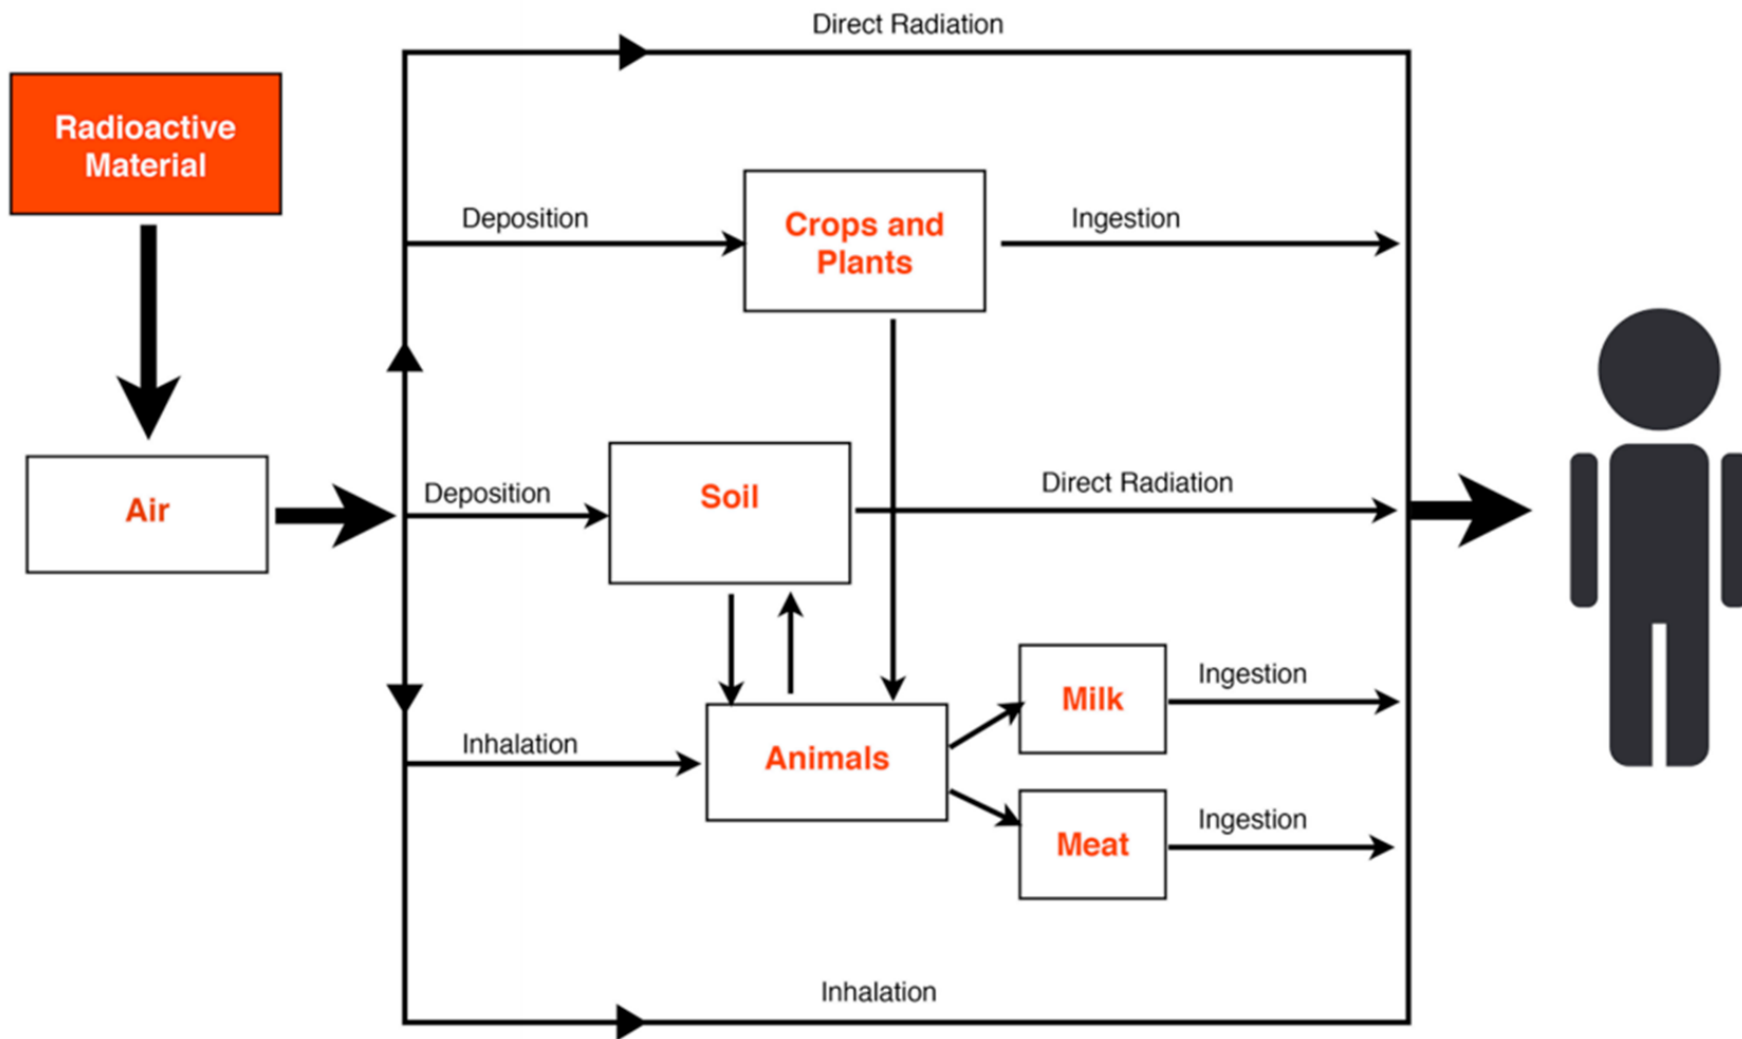 Direct Radiation
Radioactive
Material
Deposition
Crops and
Plants
Ingestion
Air
Deposition
Soil
Direct Radiation
Inhalation
Animals
Milk
Ingestion
Meat
Ingestion
Inhalation